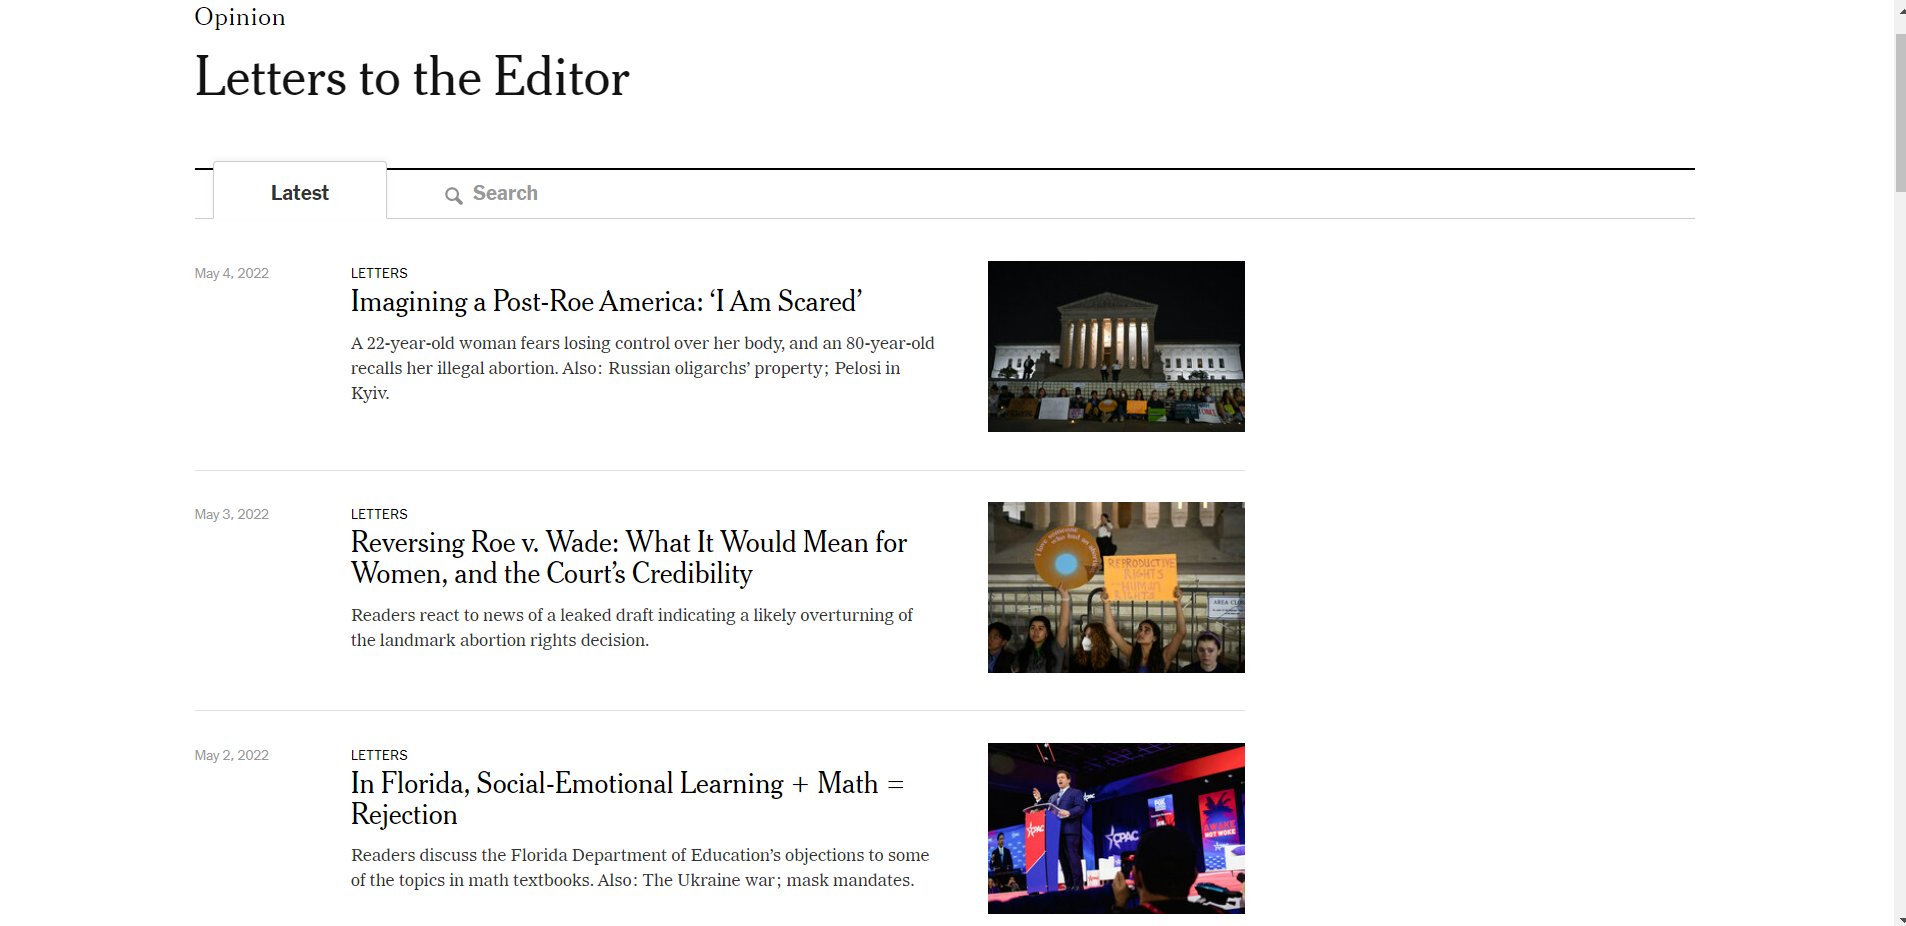 Opinion
Letters to the Editor
Latest
Search
May 4, 2022
LETTERS
Imagining a Post-Roe America: ‘I Am Scared’
A 22-year-old woman fears losing control over her body, and an 80-year-old
recalls her illegal abortion. Also: Russian oligarchs’ property; Pelosi in
Kyiv.
May 3, 2022
LETTERS
Reversing Roe v. Wade: What It Would Mean for
Women, and the Court’s Credibility
Readers react to news of a leaked draft indicating a likely overturning of
the landmark abortion rights decision.
REPRODUCTIVE
RIGHTS
HUMAN
RIGHTS
May 2, 2022
LETTERS
In Florida, Social-Emotional Learning + Math =
Rejection
Readers discuss the Florida Department of Education’s objections to some
of the topics in math textbooks. Also: The Ukraine war; mask mandates.
CPAC
CPAC
AWAKE
NOT WOKE